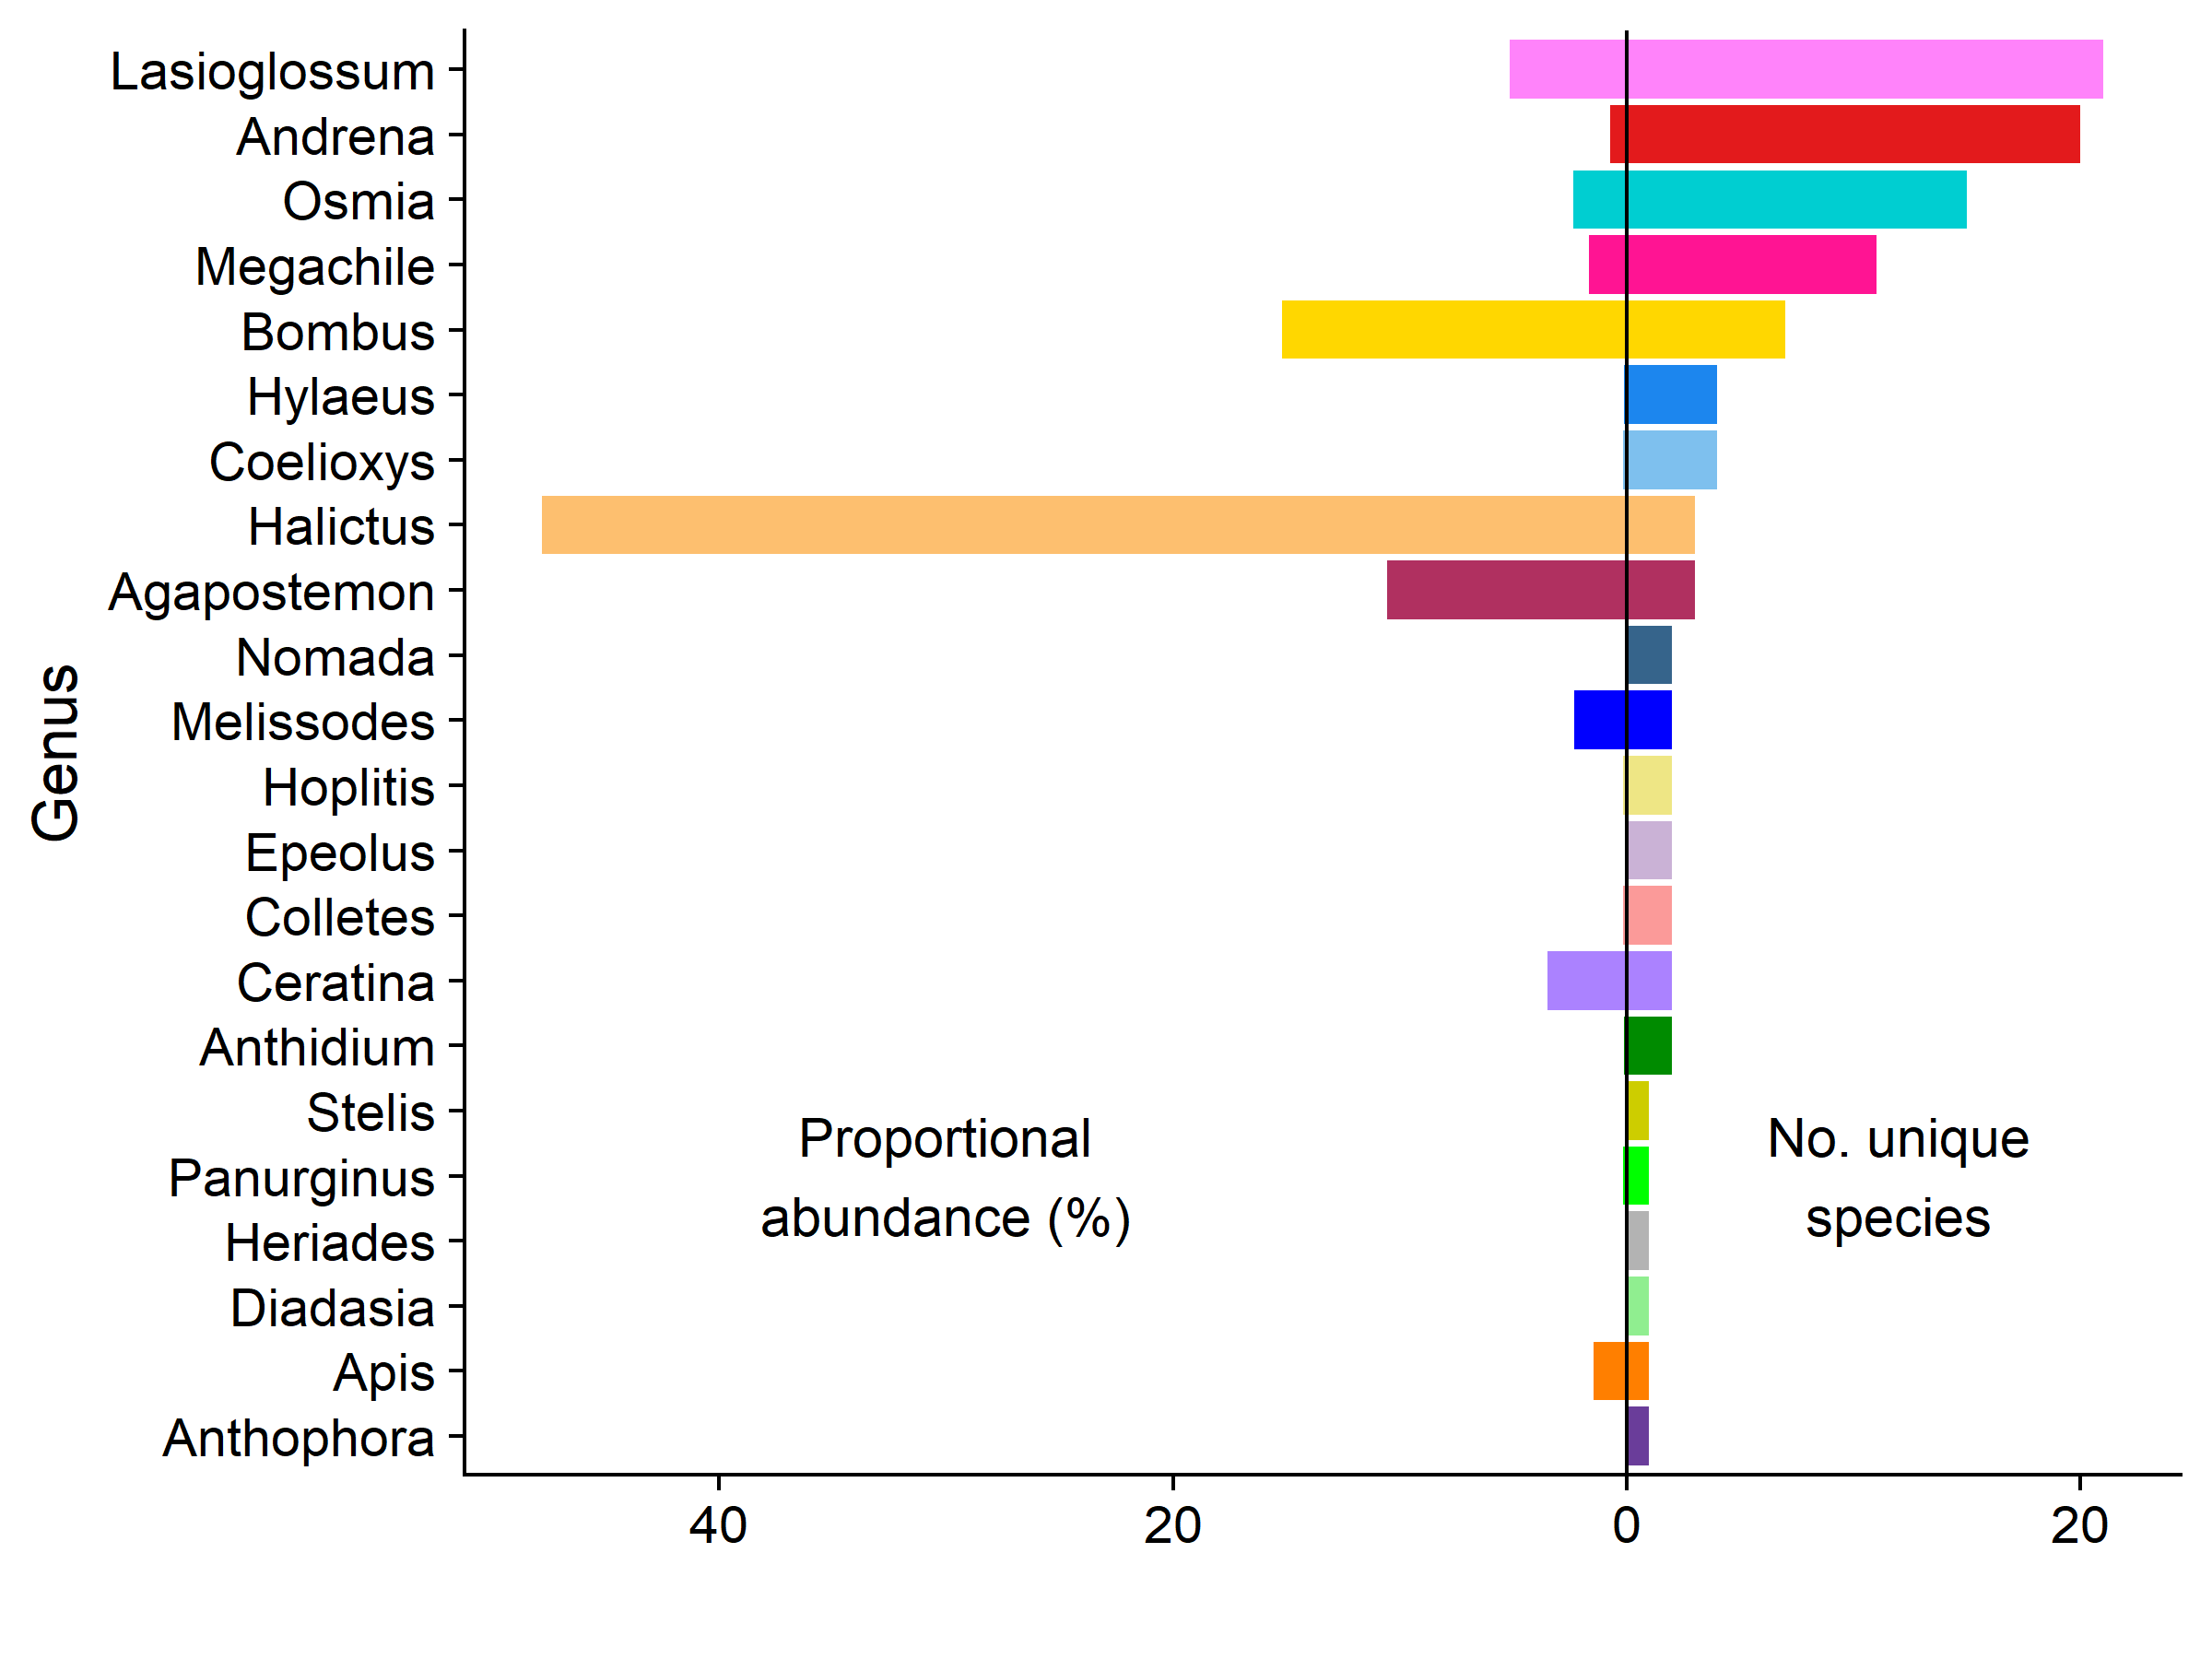 Lasioglossum
Andrena
Osmia
Megachile
Bombus
Hylaeus
Coelioxys
Halictus
Agapostemon
Nomada
Melissodes
Hoplitis
Epeolus
Colletes
Ceratina
Anthidium
Stelis
Panurginus
Heriades
Diadasia
Apis
Anthophora
Genus
Proportional
abundance (%)
No. unique
species
40
20
0
20